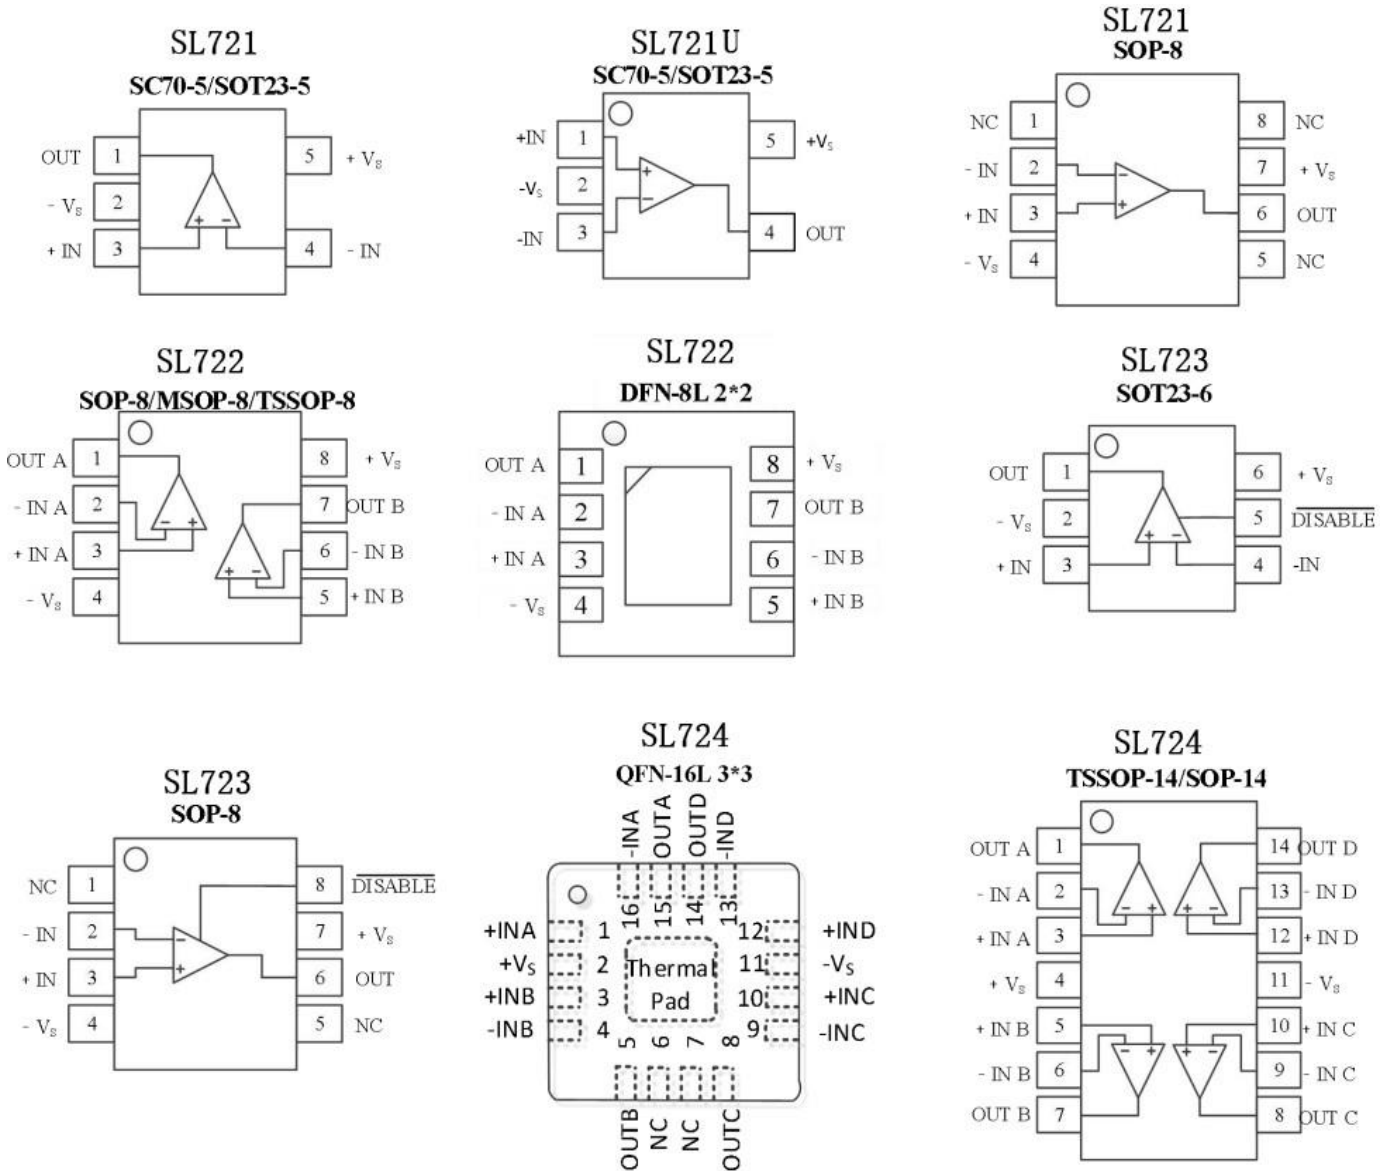 SL721
SC70-5/SOT23-5
OUT 1
- Vs 2
+ IN 3
5 + Vs
4 - IN
+ -
SL721U
SC70-5/SOT23-5
+IN 1
-Vs 2
-IN 3
5 +Vs
4 OUT
+
-
SL721
SOP-8
NC 1
- IN 2
+ IN 3
- Vs 4
8 NC
7 + Vs
6 OUT
5 NC
-
+
SL722
SOP-8/MSOP-8/TSSOP-8
OUT A 1
- IN A 2
+ IN A 3
- Vs 4
8 + Vs
7 OUT B
6 - IN B
5 + IN B
- +
+ -
SL722
DFN-8L 2*2
OUT A 1
- IN A 2
+ IN A 3
- Vs 4
8 + Vs
7 OUT B
6 - IN B
5 + IN B
SL723
SOT23-6
OUT 1
- Vs 2
+ IN 3
6 + Vs
5 DISABLE
4 -IN
+ -
SL723
SOP-8
NC 1
- IN 2
+ IN 3
- Vs 4
8 DISABLE
7 + Vs
6 OUT
5 NC
-
+
SL724
QFN-16L 3*3
-INA OUTA OUTD -IND
16 15 14 13
+INA 1
+Vs 2
+INB 3
-INB 4
Thermal
Pad
12 +IND
11 -Vs
10 +INC
9 -INC
5 6 7 8
OUTB NC NC OUTC
SL724
TSSOP-14/SOP-14
OUT A 1
- IN A 2
+ IN A 3
+ Vs 4
+ IN B 5
- IN B 6
OUT B 7
14 OUT D
13 - IN D
12 + IN D
11 - Vs
10 + IN C
9 - IN C
8 OUT C
- + + -
- + + -